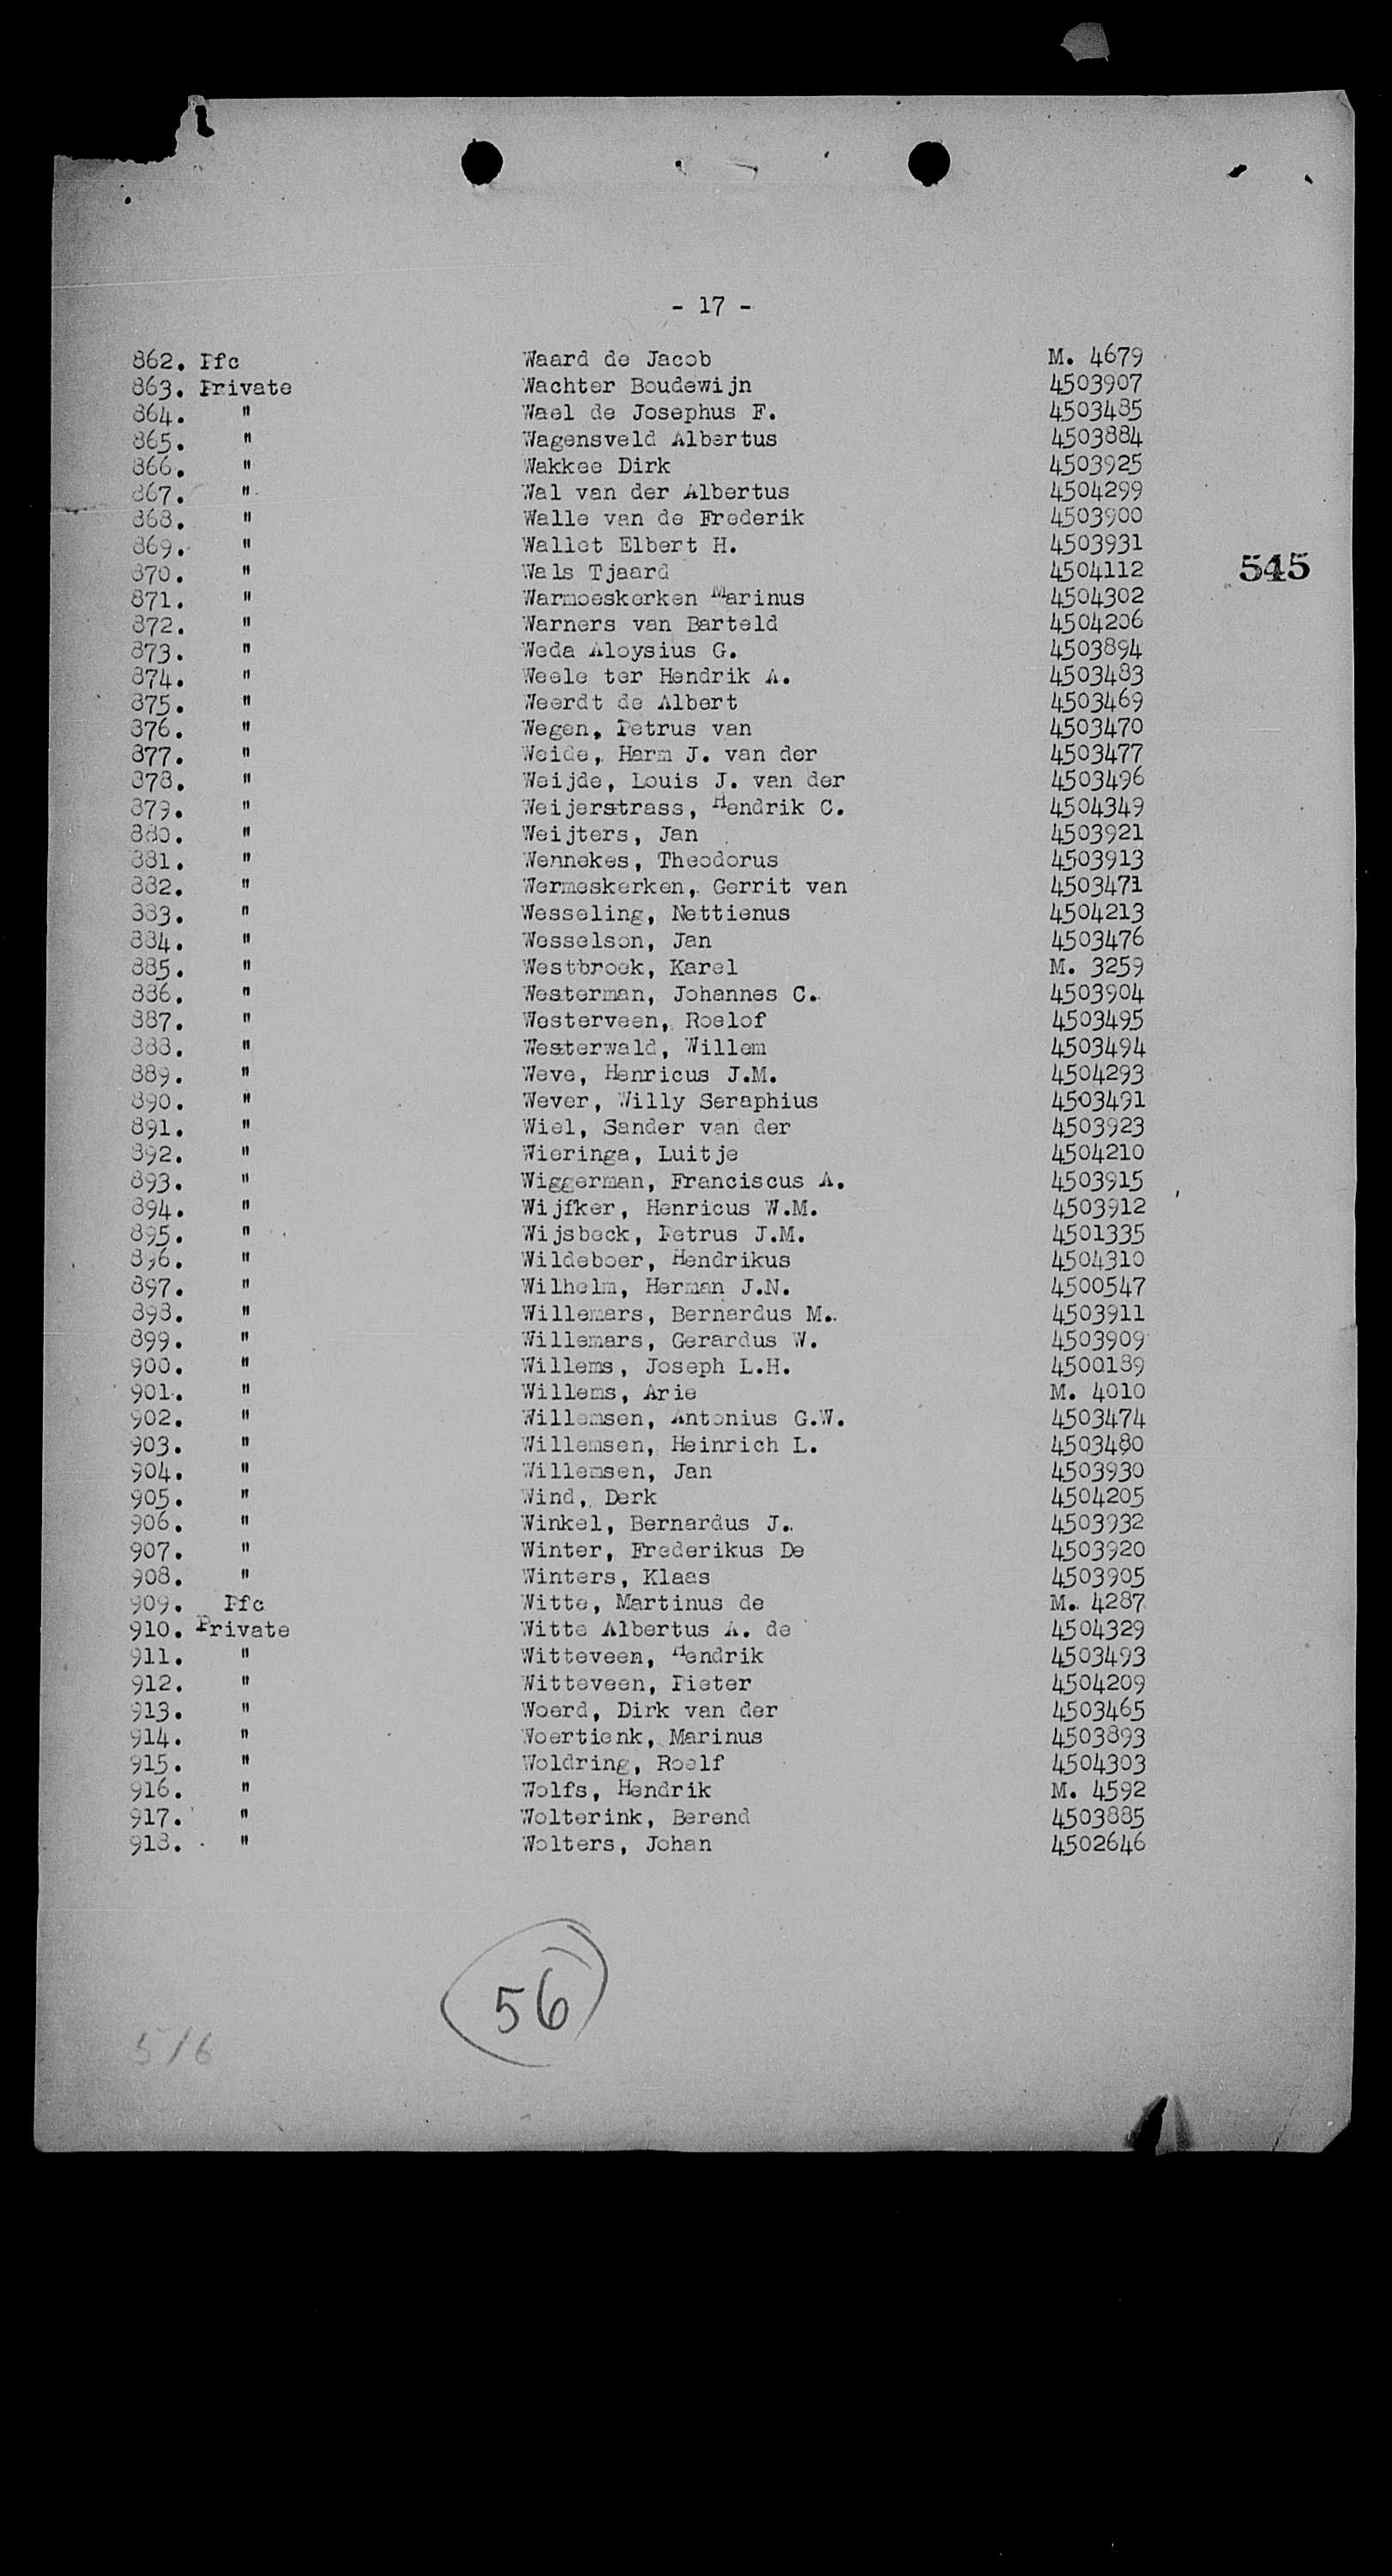 - 17 -
862. Pfc Waard de Jacob M. 4679
863. Private Wachter Boudewijn 4503907
864. " Wael de Josephus F. 4503485
865. " Wagensveld Albertus 4503884
866. " Wakkee Dirk 4503925
867. " Wal van der Albertus 4504299
868. " Walle van de Frederik 4503900
869. " Wallet Elbert H. 4503931
870. " Wals Tjaard 4504112
545
871. " Warmoeskerken Marinus 4504302
872. " Warners van Barteld 4504206
873. " Weda Aloysius G. 4503894
874. " Weele ter Hendrik A. 4503483
875. " Weerdt de Albert 4503469
876. " Wegen, Petrus van 4503470
877. " Weide, Harm J. van der 4503477
878. " Weijde, Louis J. van der 4503496
879. " Weijerstrass, Hendrik C. 4504349
880. " Weijters, Jan 4503921
881. " Wennekes, Theodorus 4503913
882. " Wermeskerken, Gerrit van 4503471
883. " Wesseling, Nettienus 4504213
884. " Wesselson, Jan 4503476
885. " Westbroek, Karel M. 3259
886. " Westerman, Johannes C. 4503904
887. " Westerveen, Roelof 4503495
888. " Westerwald, Willem 4503494
889. " Weve, Henricus J.M. 4504293
890. " Wever, Willy Seraphius 4503491
891. " Wiel, Sander van der 4503923
892. " Wieringa, Luitje 4504210
893. " Wiggerman, Franciscus A. 4503915
894. " Wijfker, Henricus W.M. 4503912
895. " Wijsbeck, Petrus J.M. 4501335
896. " Wildeboer, Hendrikus 4504310
897. " Wilhelm, Herman J.N. 4500547
898. " Willemars, Bernardus M. 4503911
899. " Willemars, Gerardus W. 4503909
900. " Willems, Joseph L.H. 4500189
901. " Willems, Arie M. 4010
902. " Willemsen, Antonius G.W. 4503474
903. " Willemsen, Heinrich L. 4503480
904. " Willemsen, Jan 4503930
905. " Wind, Derk 4504205
906. " Winkel, Bernardus J. 4503932
907. " Winter, Frederikus De 4503920
908. " Winters, Klaas 4503905
909. Pfc Witte, Martinus de M. 4287
910. Private Witte Albertus A. de 4504329
911. " Witteveen, Hendrik 4503493
912. " Witteveen, Pieter 4504209
913. " Woerd, Dirk van der 4503465
914. " Woertienk, Marinus 4503893
915. " Woldring, Roelf 4504303
916. " Wolfs, Hendrik M. 4592
917. " Wolterink, Berend 4503885
918. " Wolters, Johan 4502646
56
516